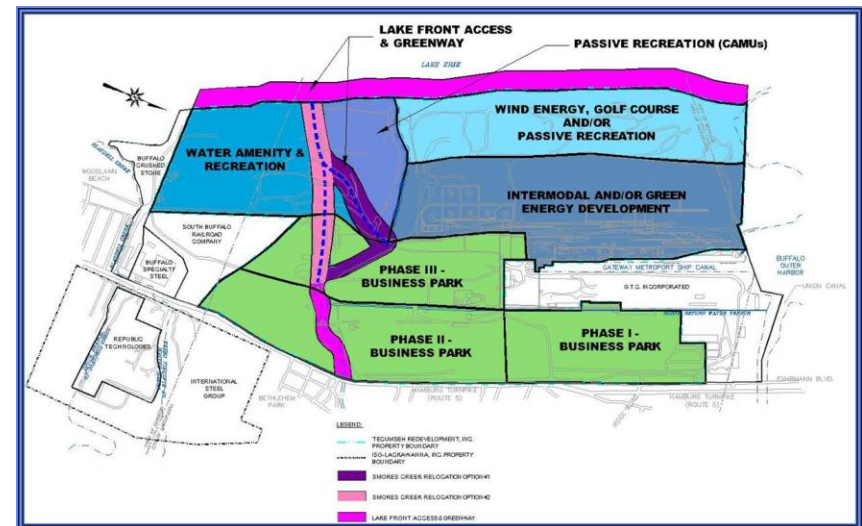 LAKE FRONT ACCESS
& GREENWAY
PASSIVE RECREATION (CAMUs)
LAKE ERIE
WIND ENERGY, GOLF COURSE
AND/OR
PASSIVE RECREATION
WATER AMENITY &
RECREATION
BUFFALO
CRUSHED
STONE
WOODLAWN
BEACH
INTERMODAL AND/OR GREEN
ENERGY DEVELOPMENT
SOUTH BUFFALO
RAILROAD
COMPANY
BUFFALO
SPECIALTY
STEEL
PHASE III -
BUSINESS PARK
GATEWAY METROPORT SHIP CANAL
BUFFALO
OUTER
HARBOR
G.T.C. INCORPORATED
UNION CANAL
REPUBLIC
TECHNOLOGIES
PHASE II -
BUSINESS PARK
PHASE I -
BUSINESS PARK
INTERNATIONAL
STEEL
GROUP
BETHLEHEM
PARK
HAMBURG TURNPIKE
(ROUTE 5)
HAMBURG TURNPIKE
(ROUTE 5)
FUHRMANN BLVD.
LEGEND:
TECUMSEH REDEVELOPMENT, INC.
PROPERTY BOUNDARY
ISG-LACKAWANNA, INC. PROPERTY
BOUNDARY
SMOKES CREEK RELOCATION OPTION #1
SMOKES CREEK RELOCATION OPTION #2
LAKE FRONT ACCESS & GREENWAY